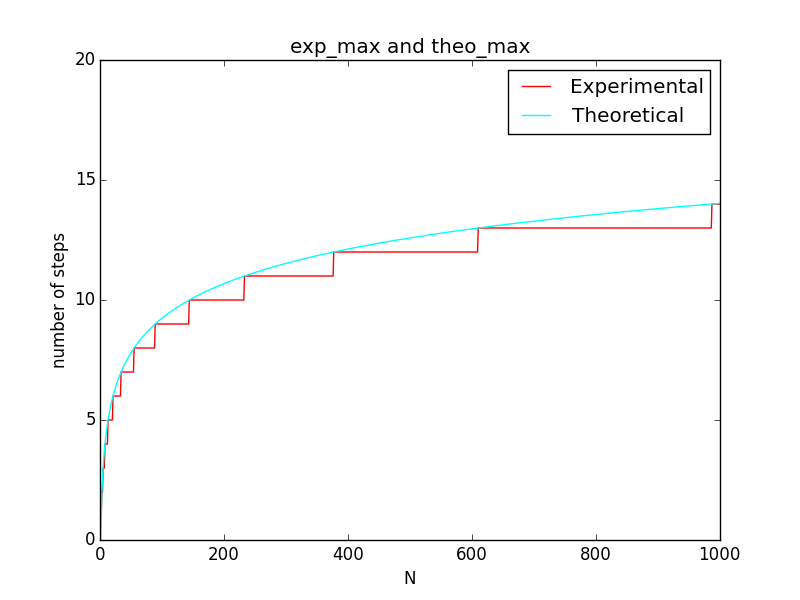 exp_max and theo_max
Experimental
Theoretical
number of steps
20
15
10
5
0
0 200 400 600 800 1000
N